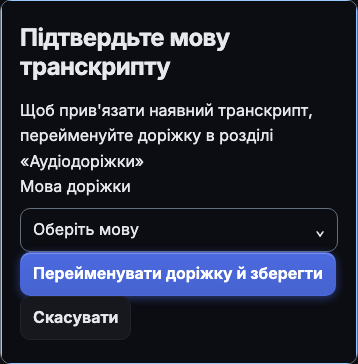 Підтвердьте мову
транскрипту
Щоб прив'язати наявний транскрипт,
перейменуйте доріжку в розділі
«Аудіодоріжки»
Мова доріжки
Оберіть мову
Перейменувати доріжку й зберегти
Скасувати